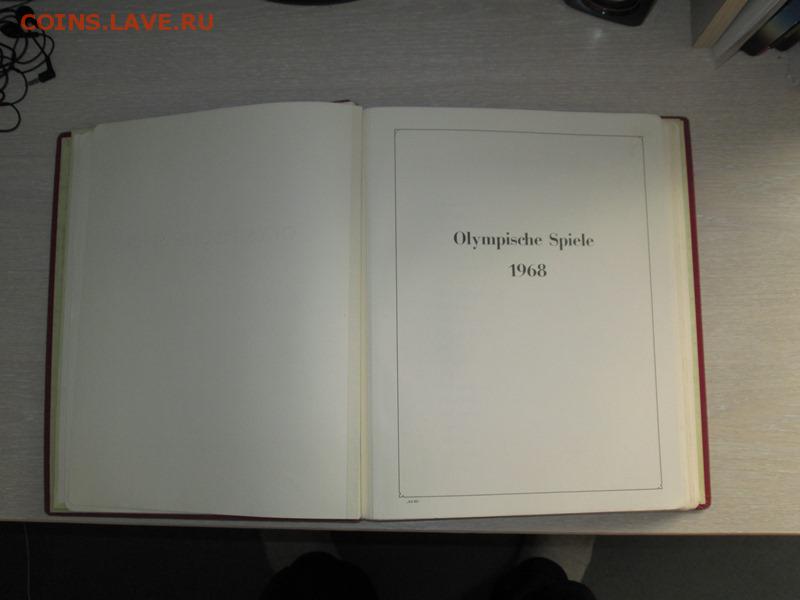 COINS.LAVE.RU
Olympische Spiele
1968